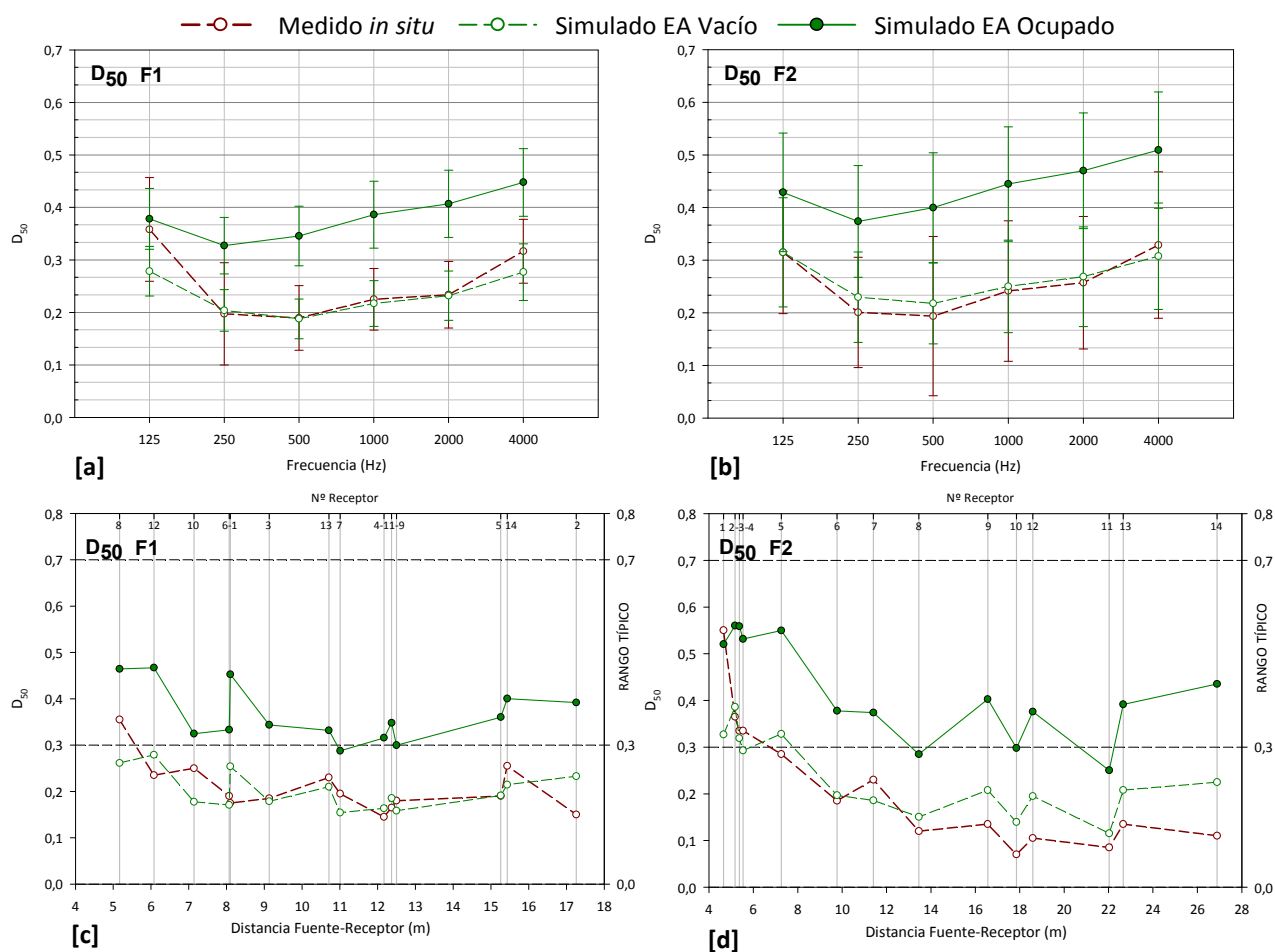 Medido in situ Simulado EA Vacío Simulado EA Ocupado
D50 F1
0,7
0,6
0,5
0,4
0,3
0,2
0,1
0,0
D50
125 250 500 1000 2000 4000
Frecuencia (Hz)
[a]
D50 F2
0,7
0,6
0,5
0,4
0,3
0,2
0,1
0,0
D50
125 250 500 1000 2000 4000
Frecuencia (Hz)
[b]
Nº Receptor
8 12 10 6-1 3 13 7 4-11-9 5 14 2
D50 F1
0,8
0,7
0,6
0,5
0,4
0,3
0,2
0,1
0,0
D50
0,8
0,7
0,3
0,0
RANGO TÍPICO
4 5 6 7 8 9 10 11 12 13 14 15 16 17 18
Distancia Fuente-Receptor (m)
[c]
Nº Receptor
1 2-3-4 5 6 7 8 9 10 12 11 13 14
D50 F2
0,8
0,7
0,6
0,5
0,4
0,3
0,2
0,1
0,0
D50
0,8
0,7
0,3
0,0
RANGO TÍPICO
4 6 8 10 12 14 16 18 20 22 24 26 28
Distancia Fuente-Receptor (m)
[d]